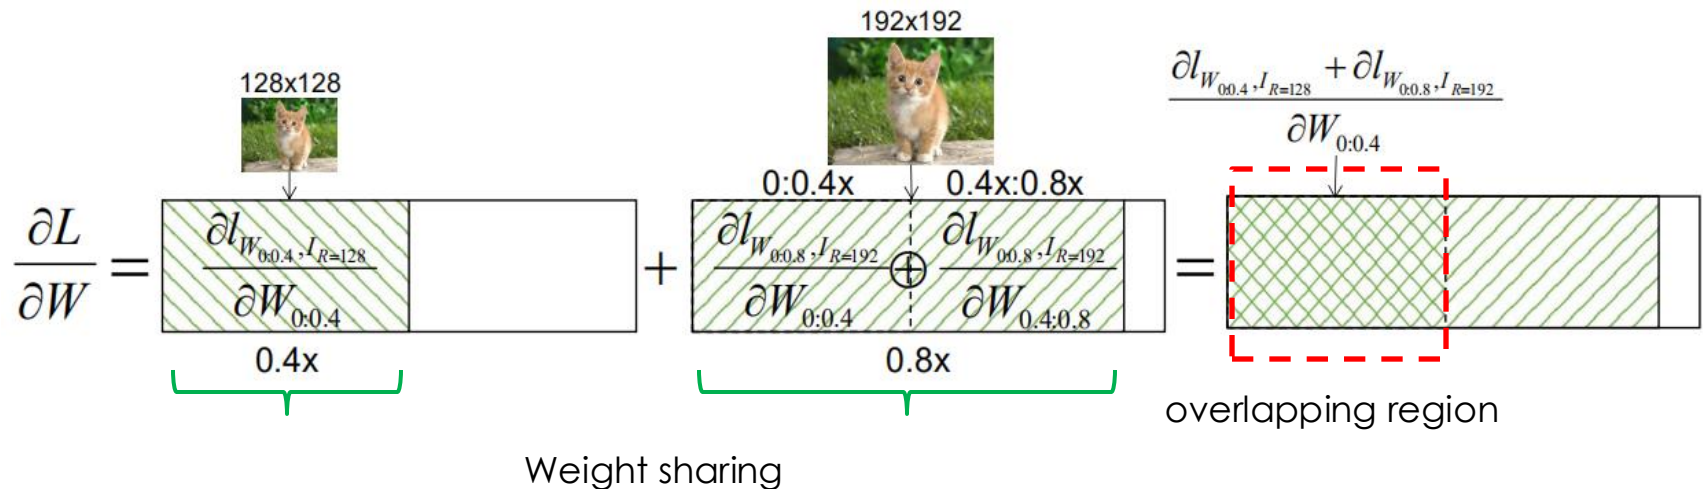 192x192
128x128
∂l_{W_{0:0.4}, I_{R=128}} + ∂l_{W_{0:0.8}, I_{R=192}}
∂W_{0:0.4}
0:0.4x 0.4x:0.8x
∂L/∂W = ∂l_{W_{0:0.4}, I_{R=128}}/∂W_{0:0.4} + ∂l_{W_{0:0.8}, I_{R=192}}/∂W_{0:0.4} ⊕ ∂l_{W_{0:0.8}, I_{R=192}}/∂W_{0.4:0.8} =
0.4x 0.8x
overlapping region
Weight sharing